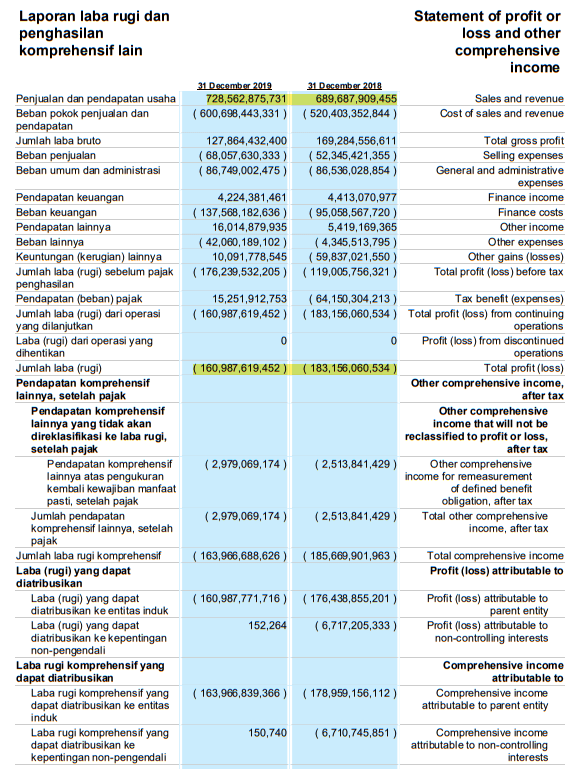 Laporan laba rugi dan
penghasilan
komprehensif lain
Statement of profit or
loss and other
comprehensive
income
31 December 2019 31 December 2018
Penjualan dan pendapatan usaha 728,562,875,731 689,687,909,455 Sales and revenue
Beban pokok penjualan dan
pendapatan ( 600,698,443,331 ) ( 520,403,352,844 ) Cost of sales and revenue
Jumlah laba bruto 127,864,432,400 169,284,556,611 Total gross profit
Beban penjualan ( 68,057,630,333 ) ( 52,345,421,355 ) Selling expenses
Beban umum dan administrasi ( 86,749,002,475 ) ( 86,536,028,854 ) General and administrative
expenses
Pendapatan keuangan 4,224,381,461 4,413,070,977 Finance income
Beban keuangan ( 137,568,182,636 ) ( 95,058,567,720 ) Finance costs
Pendapatan lainnya 16,014,879,935 5,419,169,365 Other income
Beban lainnya ( 42,060,189,102 ) ( 4,345,513,795 ) Other expenses
Keuntungan (kerugian) lainnya 10,091,778,545 ( 59,837,021,550 ) Other gains (losses)
Jumlah laba (rugi) sebelum pajak
penghasilan ( 176,239,532,205 ) ( 119,005,756,321 ) Total profit (loss) before tax
Pendapatan (beban) pajak 15,251,912,753 ( 64,150,304,213 ) Tax benefit (expenses)
Jumlah laba (rugi) dari operasi
yang dilanjutkan ( 160,987,619,452 ) ( 183,156,060,534 ) Total profit (loss) from continuing
operations
Laba (rugi) dari operasi yang
dihentikan 0 0 Profit (loss) from discontinued
operations
Jumlah laba (rugi) ( 160,987,619,452 ) ( 183,156,060,534 ) Total profit (loss)
Pendapatan komprehensif
lainnya, setelah pajak Other comprehensive income,
after tax
Pendapatan komprehensif
lainnya yang tidak akan
direklasifikasi ke laba rugi,
setelah pajak Other comprehensive
income that will not be
reclassified to profit or loss,
after tax
Pendapatan komprehensif
lainnya atas pengukuran
kembali kewajiban manfaat
pasti, setelah pajak ( 2,979,069,174 ) ( 2,513,841,429 ) Other comprehensive
income for remeasurement
of defined benefit
obligation, after tax
Jumlah pendapatan
komprehensif lainnya, setelah
pajak ( 2,979,069,174 ) ( 2,513,841,429 ) Total other comprehensive
income, after tax
Jumlah laba rugi komprehensif ( 163,966,688,626 ) ( 185,669,901,963 ) Total comprehensive income
Laba (rugi) yang dapat
diatribusikan Profit (loss) attributable to
Laba (rugi) yang dapat
diatribusikan ke entitas induk ( 160,987,771,716 ) ( 176,438,855,201 ) Profit (loss) attributable to
parent entity
Laba (rugi) yang dapat
diatribusikan ke kepentingan
non-pengendali 152,264 ( 6,717,205,333 ) Profit (loss) attributable to
non-controlling interests
Laba rugi komprehensif yang
dapat diatribusikan Comprehensive income
attributable to
Laba rugi komprehensif yang
dapat diatribusikan ke entitas
induk ( 163,966,839,366 ) ( 178,959,156,112 ) Comprehensive income
attributable to parent entity
Laba rugi komprehensif yang
dapat diatribusikan ke
kepentingan non-pengendali 150,740 ( 6,710,745,851 ) Comprehensive income
attributable to non-controlling
interests